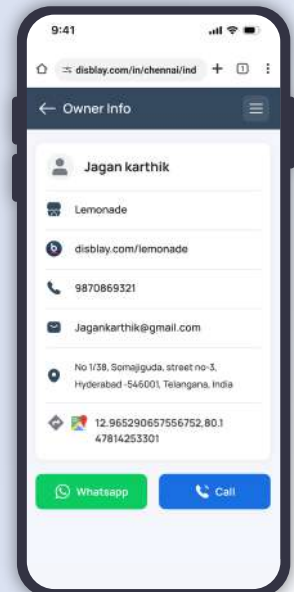 9:41
disblay.com/in/chennai/ind
Owner Info
Jagan karthik
Lemonade
disblay.com/lemonade
9870869321
Jagankarthik@gmail.com
No 1/38, Somajiguda, street no-3,
Hyderabad -546001, Telangana, India
12.965290657556752,80.1
47814253301
Whatsapp
Call